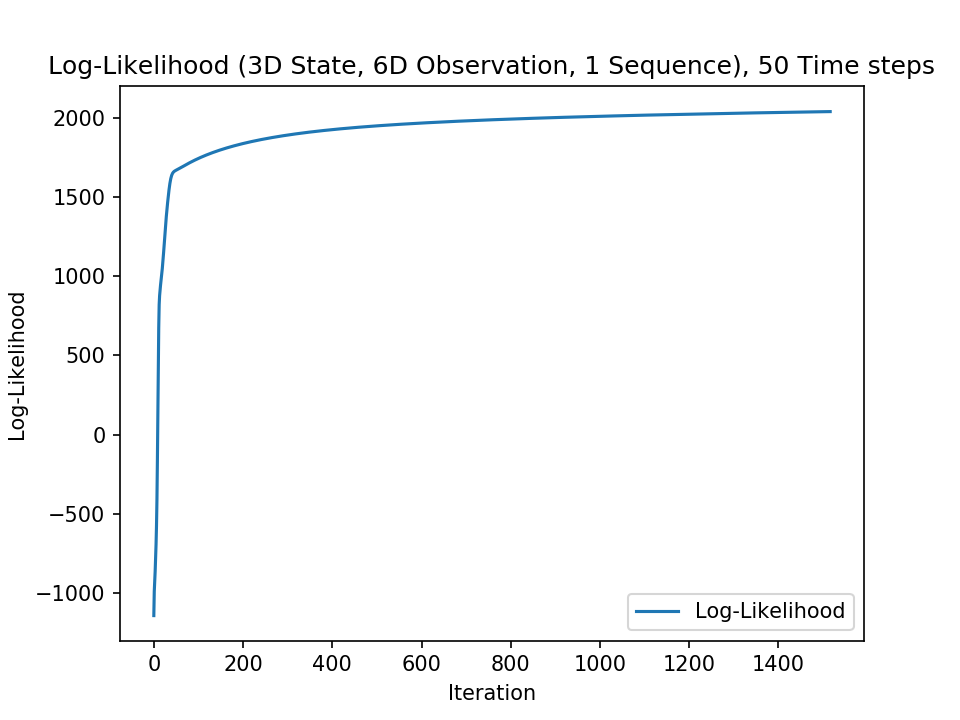 Log-Likelihood (3D State, 6D Observation, 1 Sequence), 50 Time steps
2000
1500
1000
500
0
−500
−1000
Log-Likelihood
Log-Likelihood
0 200 400 600 800 1000 1200 1400
Iteration